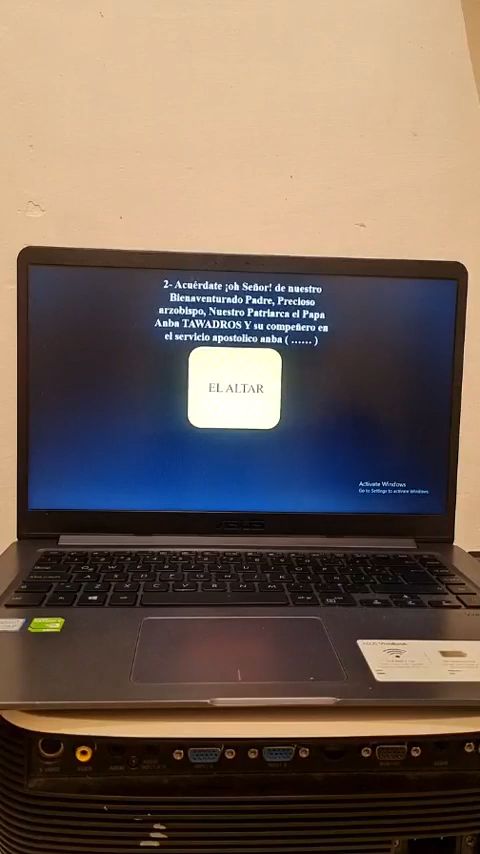 2- Acuérdate ¡oh Señor! de nuestro
Bienaventurado Padre, Precioso
arzobispo, Nuestro Patriarca el Papa
Anba TAWADROS Y su compeñero en
el servicio apostolico anba ( ...... )
EL ALTAR
Activate Windows
Go to Settings to activate Windows.
ASUS